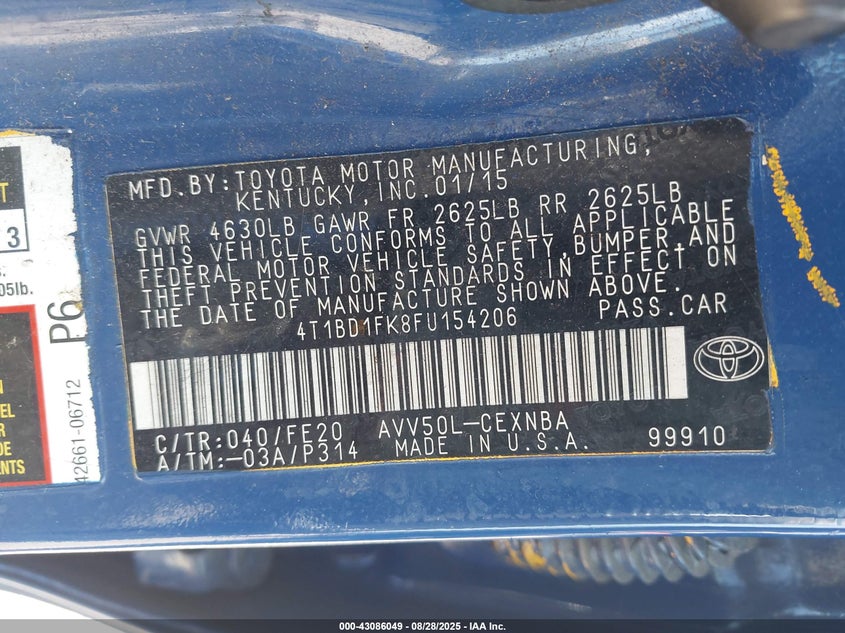 MFD.BY: TOYOTA MOTOR MANUFACTURING,
KENTUCKY, INC. 01/15
GVWR 4630LB GAWR FR 2625LB RR 2625LB
THIS VEHICLE CONFORMS TO ALL APPLICABLE
FEDERAL MOTOR VEHICLE SAFETY, BUMPER, AND
THEFT PREVENTION STANDARDS IN EFFECT ON
THE DATE OF MANUFACTURE SHOWN ABOVE.
4T1BD1FK8FU154206 PASS.CAR
C/TR:040/FE20 AVV50L-CEXNBA
A/TM:-03A/P314 MADE IN U.S.A. 99910
3
05lb.
P6
42661-06712
000-43086049 - 08/28/2025 - IAA Inc.